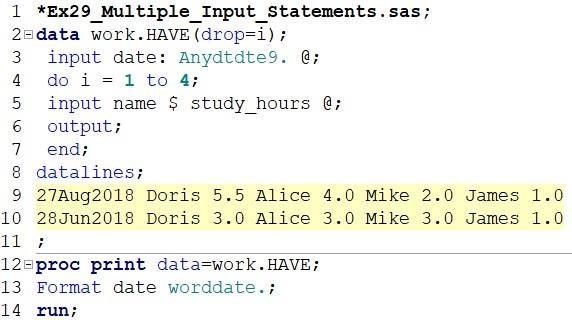 1 *Ex29_Multiple_Input_Statements.sas;
2 data work.HAVE(drop=i);
3 input date: Anydtdte9. @;
4 do i = 1 to 4;
5 input name $ study_hours @;
6 output;
7 end;
8 datalines;
9 27Aug2018 Doris 5.5 Alice 4.0 Mike 2.0 James 1.0
10 28Jun2018 Doris 3.0 Alice 3.0 Mike 3.0 James 1.0
11 ;
12 proc print data=work.HAVE;
13 Format date worddate.;
14 run;